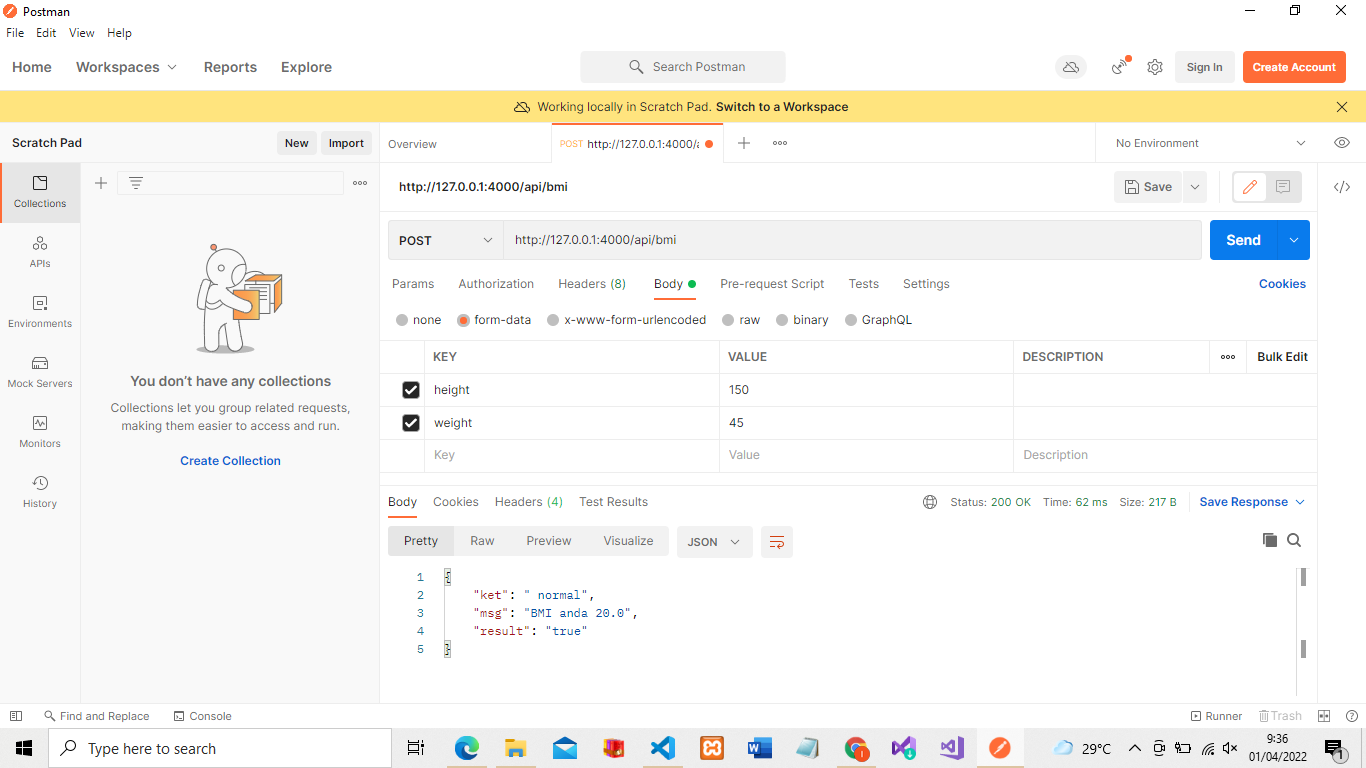 Postman
File Edit View Help
Home Workspaces Reports Explore
Search Postman
Sign In
Create Account
Working locally in Scratch Pad. Switch to a Workspace
Scratch Pad
New Import
Overview
POST http://127.0.0.1:4000/a
No Environment
Collections
APIs
Environments
Mock Servers
Monitors
History
You don't have any collections
Collections let you group related requests,
making them easier to access and run.
Create Collection
http://127.0.0.1:4000/api/bmi
Save
POST http://127.0.0.1:4000/api/bmi
Send
Params Authorization Headers (8) Body Pre-request Script Tests Settings Cookies
none form-data x-www-form-urlencoded raw binary GraphQL
KEY VALUE DESCRIPTION Bulk Edit
height 150
weight 45
Key Value Description
Body Cookies Headers (4) Test Results
Status: 200 OK Time: 62 ms Size: 217 B Save Response
Pretty Raw Preview Visualize JSON
1 {
2 "ket": " normal",
3 "msg": "BMI anda 20.0",
4 "result": "true"
5 }
Find and Replace Console
Runner Trash
Type here to search
29°C
9:36
01/04/2022
1